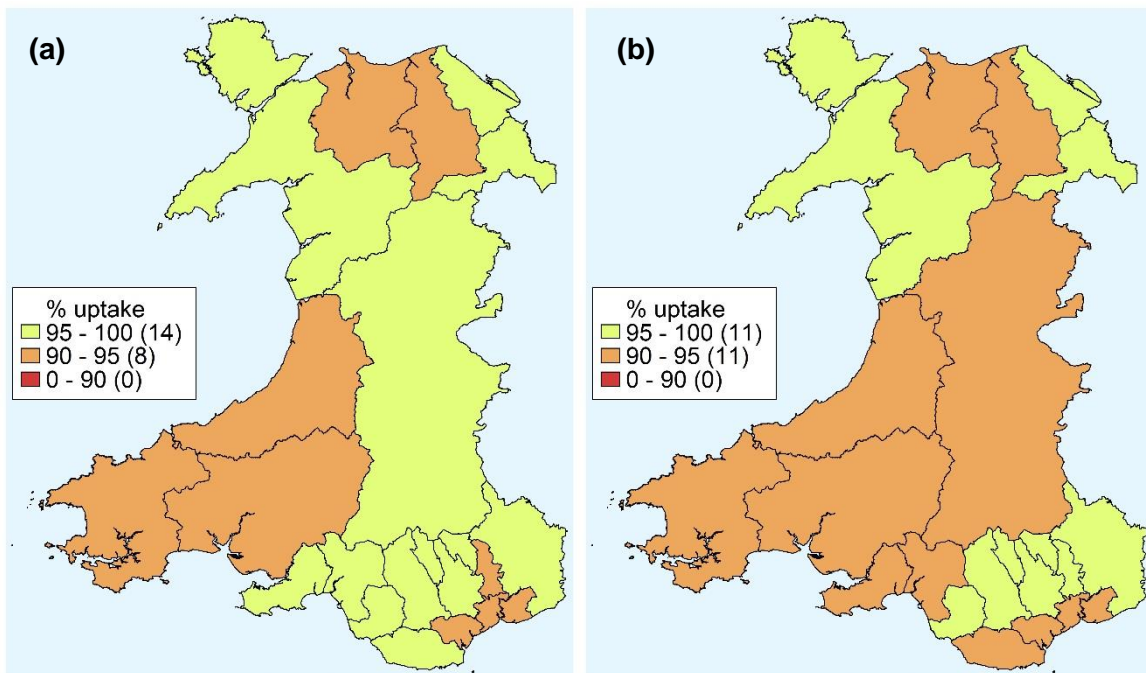 (a)
% uptake
95 - 100 (14)
90 - 95 (8)
0 - 90 (0)
(b)
% uptake
95 - 100 (11)
90 - 95 (11)
0 - 90 (0)